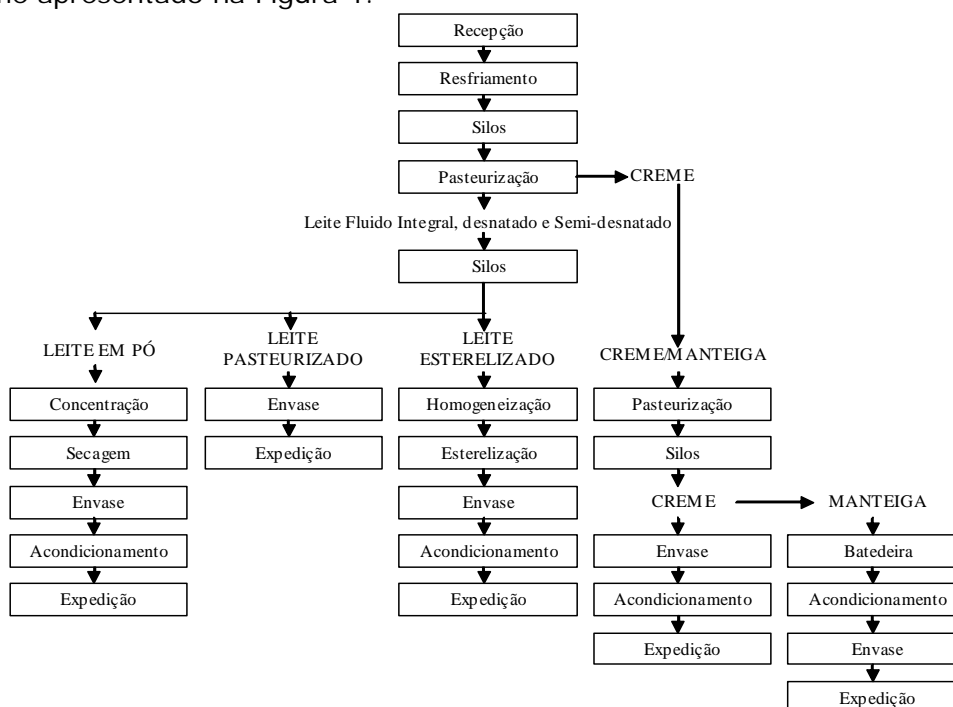 mo apresentado na Figura 1.
Recepção
Resfriamento
Silos
Pasteurização
CREME
Leite Fluido Integral, desnatado e Semi-desnatado
Silos
LEITE EM PÓ
Concentração
Secagem
Envase
Acondicionamento
Expedição
LEITE
PASTEURIZADO
Envase
Expedição
LEITE
ESTERELIZADO
Homogeneização
Esterelização
Envase
Acondicionamento
Expedição
CREME/MANTEIGA
Pasteurização
Silos
CREME
Envase
Acondicionamento
Expedição
MANTEIGA
Batedeira
Acondicionamento
Envase
Expedição